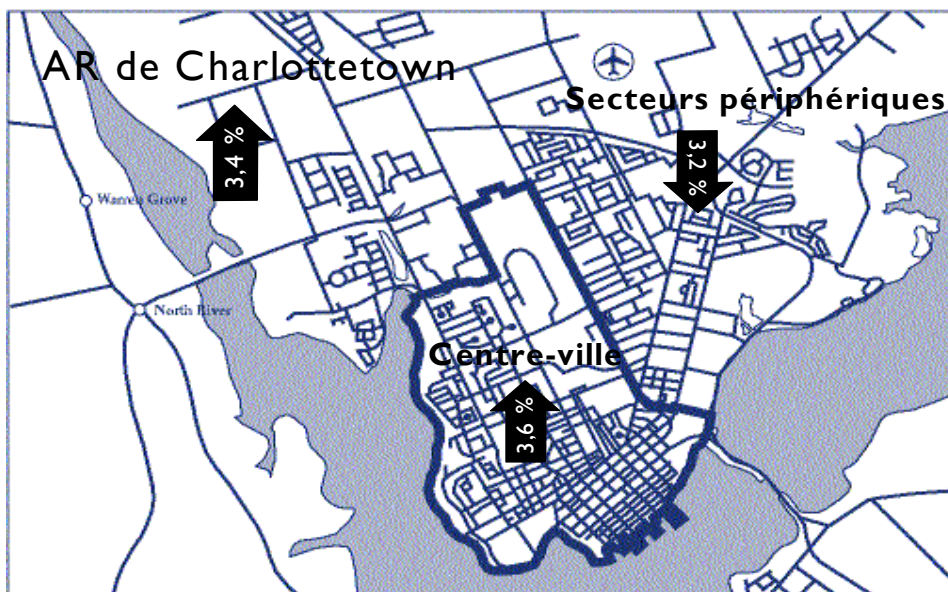 AR de Charlottetown
Secteurs périphériques
3,4 %
3,2 %
Warren Grove
North River
Centre-ville
3,6 %